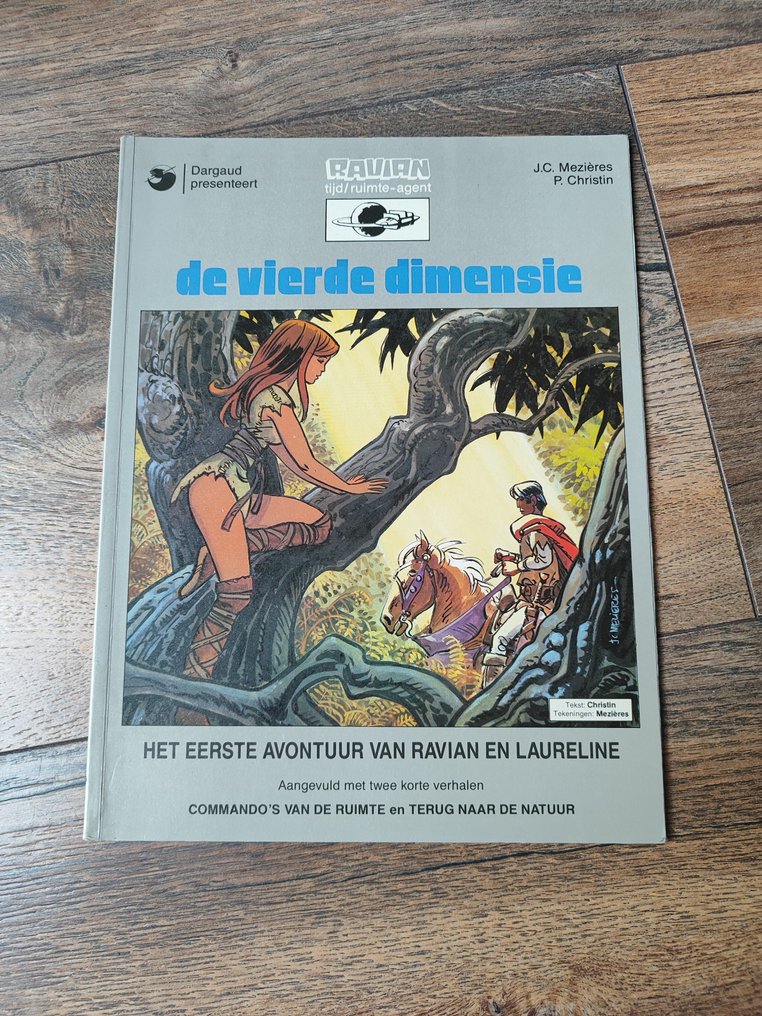 Dargaud
presenteert
RAVIAN
tijd/ruimte-agent
J.C. Mezières
P. Christin
de vierde dimensie
J.C. MEZIERES-
Tekst: Christin
Tekeningen: Mezières
HET EERSTE AVONTUUR VAN RAVIAN EN LAURELINE
Aangevuld met twee korte verhalen
COMMANDO'S VAN DE RUIMTE en TERUG NAAR DE NATUUR